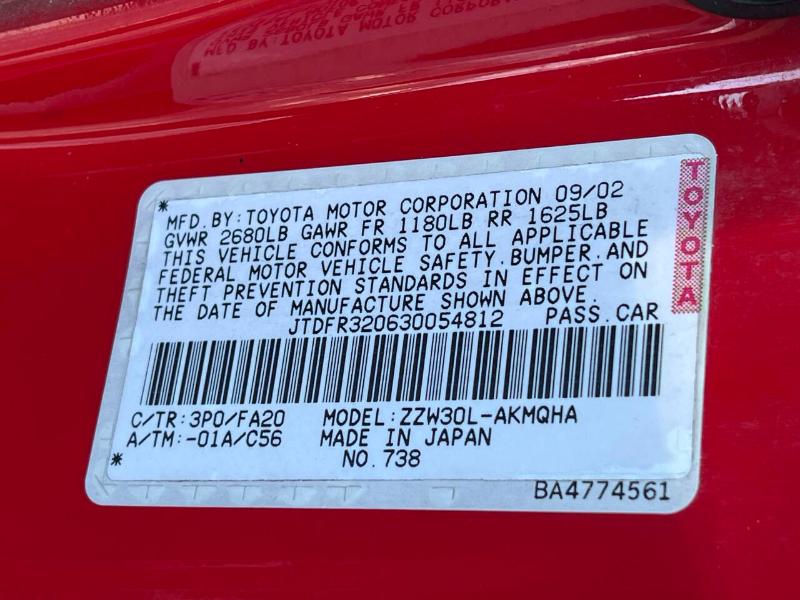 *
MFD. BY: TOYOTA MOTOR CORPORATION 09/02
GVWR 2680LB GAWR FR 1180LB RR 1625LB
THIS VEHICLE CONFORMS TO ALL APPLICABLE
FEDERAL MOTOR VEHICLE SAFETY, BUMPER, AND
THEFT PREVENTION STANDARDS IN EFFECT ON
THE DATE OF MANUFACTURE SHOWN ABOVE.
JTDFR320630054812 PASS. CAR
C/TR: 3P0/FA20 MODEL: ZZW30L-AKMQHA
A/TM: -01A/C56 MADE IN JAPAN
* NO. 738
BA4774561
TOYOTA